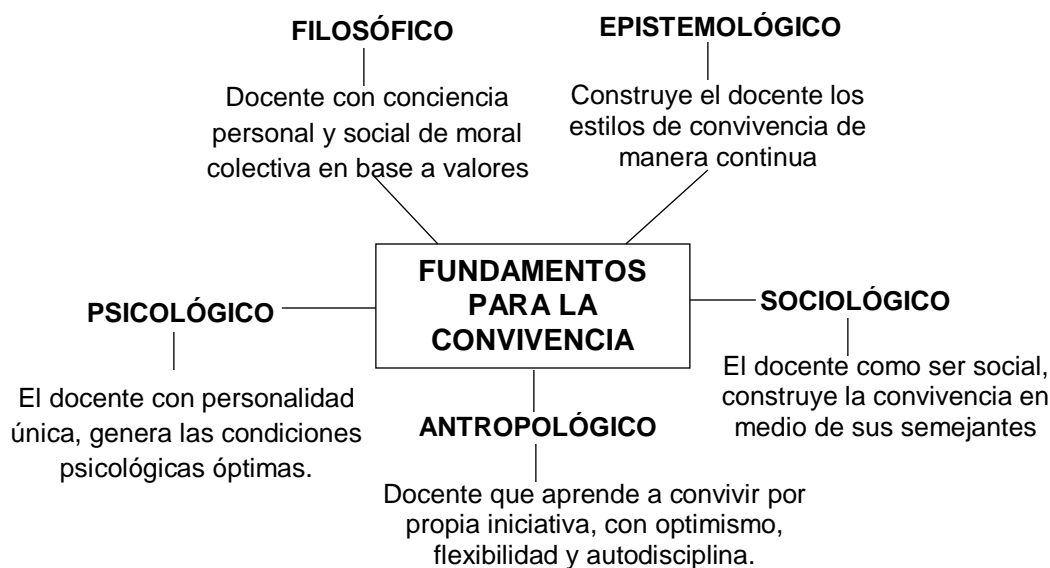 FILOSÓFICO
Docente con conciencia
personal y social de moral
colectiva en base a valores
EPISTEMOLÓGICO
Construye el docente los
estilos de convivencia de
manera continua
FUNDAMENTOS
PARA LA
CONVIVENCIA
PSICOLÓGICO
El docente con personalidad
única, genera las condiciones
psicológicas óptimas.
SOCIOLÓGICO
El docente como ser social,
construye la convivencia en
medio de sus semejantes
ANTROPOLÓGICO
Docente que aprende a convivir por
propia iniciativa, con optimismo,
flexibilidad y autodisciplina.